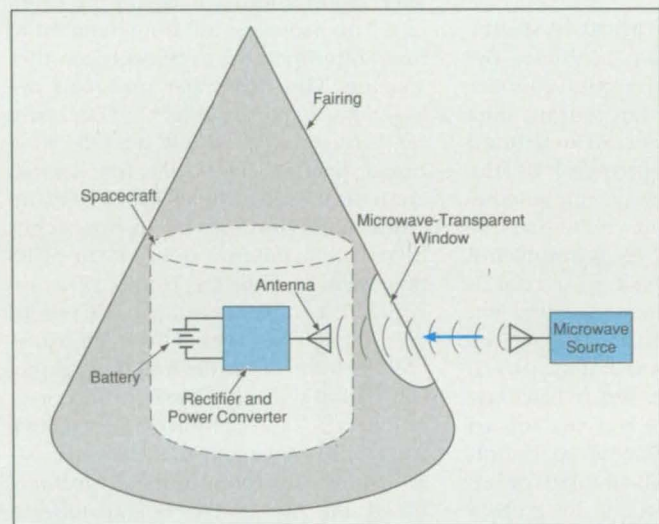 Fairing
Spacecraft
Microwave-Transparent
Window
Antenna
Microwave
Source
Battery
Rectifier and
Power Converter